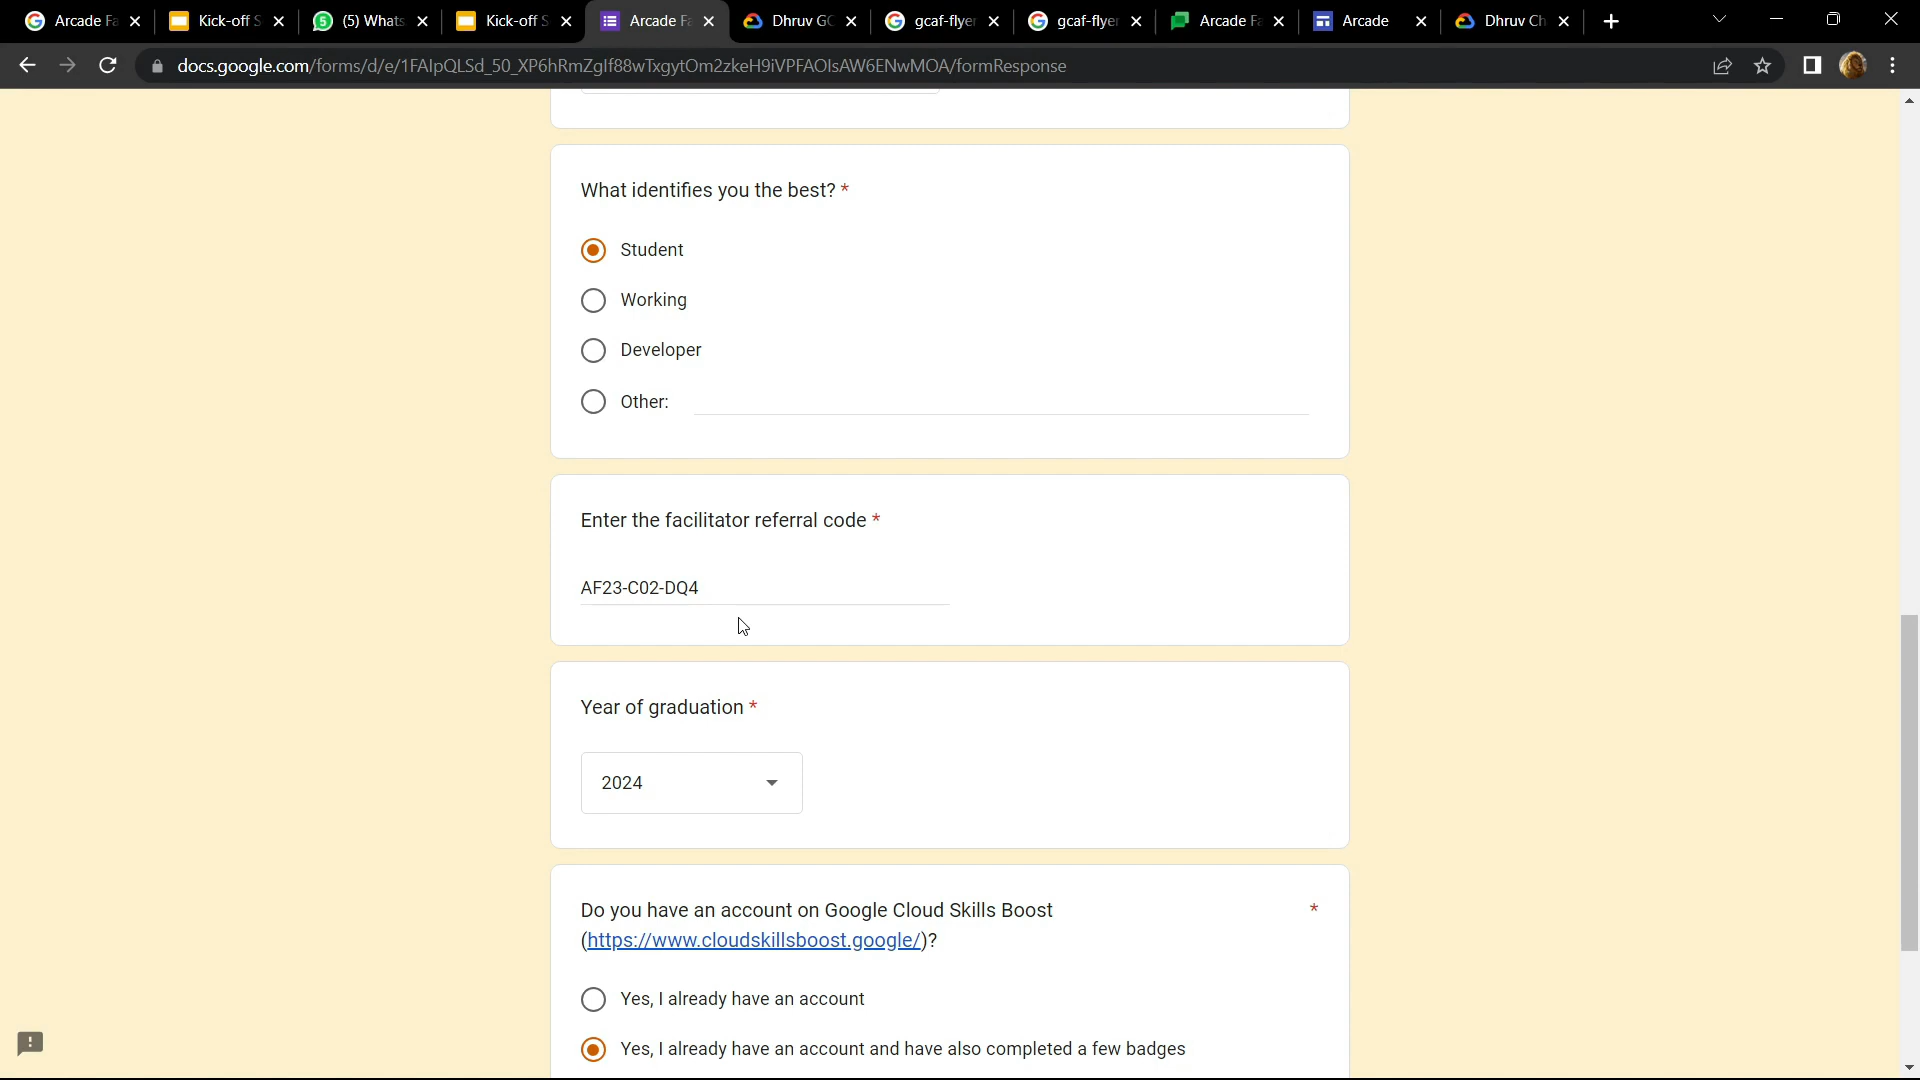 Arcade Fa
Kick-off S
(5) Whats
Kick-off S
Arcade Fa
Dhruv GC
gcaf-flyer
gcaf-flyer
Arcade Fa
Arcade
Dhruv Ch
docs.google.com/forms/d/e/1FAIpQLSd_50_XP6hRmZgIf88wTxgytOm2zkeH9iVPFAOIsAW6ENwMOA/formResponse
What identifies you the best? *
Student
Working
Developer
Other:
Enter the facilitator referral code *
AF23-C02-DQ4
Year of graduation *
2024
Do you have an account on Google Cloud Skills Boost *
(https://www.cloudskillsboost.google/)?
Yes, I already have an account
Yes, I already have an account and have also completed a few badges